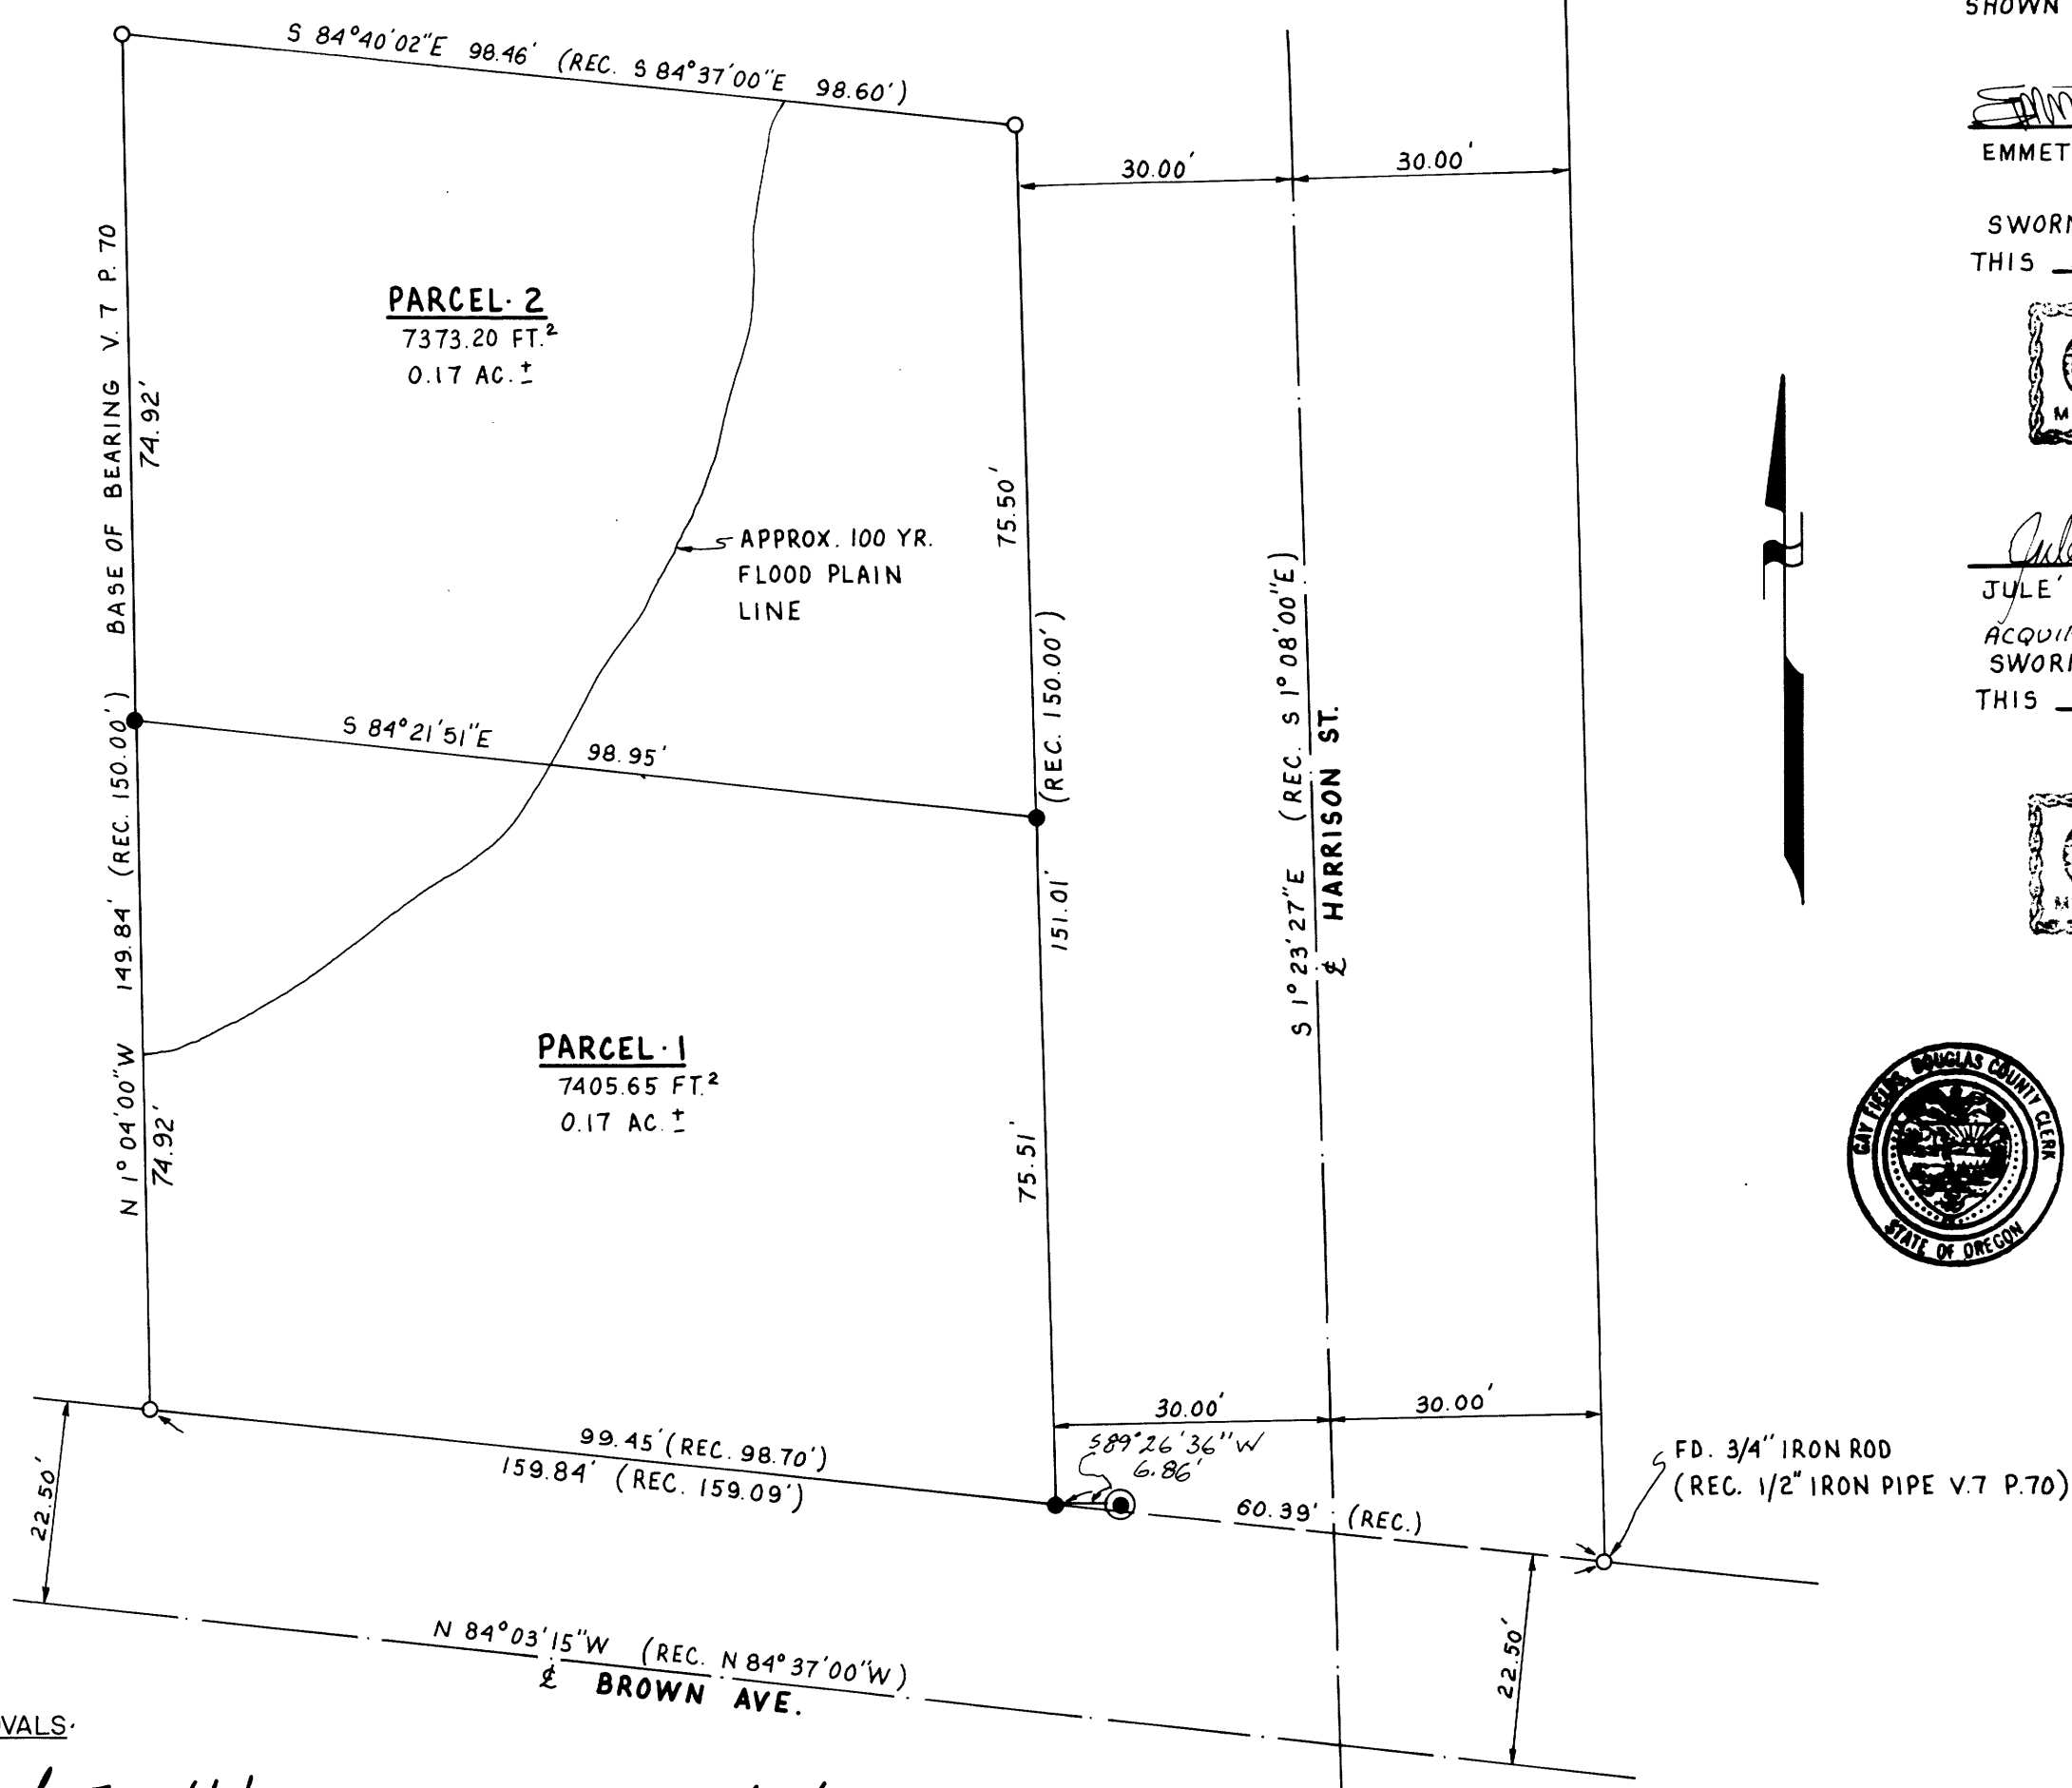 SHOWN
S 84°40'02"E 98.46' (REC. S 84°37'00"E 98.60')
EMMET
30.00' 30.00'
SWORN
THIS
BASE OF BEARING V. 7 P. 70
74.92'
PARCEL·2
7373.20 FT.²
0.17 AC.±
75.50'
(REC. 150.00')
APPROX. 100 YR.
FLOOD PLAIN
LINE
S 1°23'27"E (REC. S 1°08'00"E)
℄ HARRISON ST.
JULE'
ACQUI
SWOR
THIS
S 84°21'51"E 98.95'
N 1°04'00"W 149.84' (REC. 150.00')
74.92'
151.01'
PARCEL·1
7405.65 FT.²
0.17 AC.±
75.51'
GAY FIELDS, DOUGLAS COUNTY CLERK
STATE OF OREGON
30.00' 30.00'
99.45' (REC. 98.70')
159.84' (REC. 159.09')
S89°26'36"W
6.86'
60.39' (REC.)
FD. 3/4" IRON ROD
(REC. 1/2" IRON PIPE V.7 P.70)
22.50'
22.50'
N 84°03'15"W (REC. N 84°37'00"W)
℄ BROWN AVE.
OVALS·